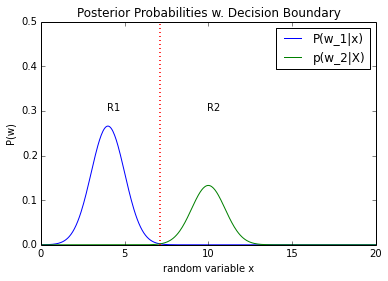 Posterior Probabilities w. Decision Boundary
0.5
P(w_1|x)
p(w_2|X)
0.4
0.3
R1
R2
P(w)
0.2
0.1
0.0
0
5
10
15
20
random variable x